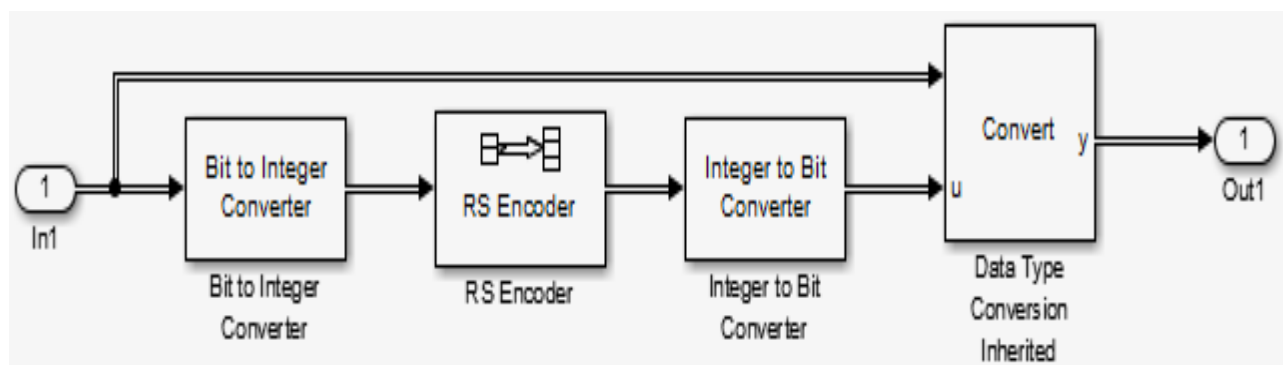 1
In1
Bit to Integer
Converter
Bit to Integer
Converter
RS Encoder
RS Encoder
Integer to Bit
Converter
Integer to Bit
Converter
Convert
u
y
Data Type
Conversion
Inherited
1
Out1